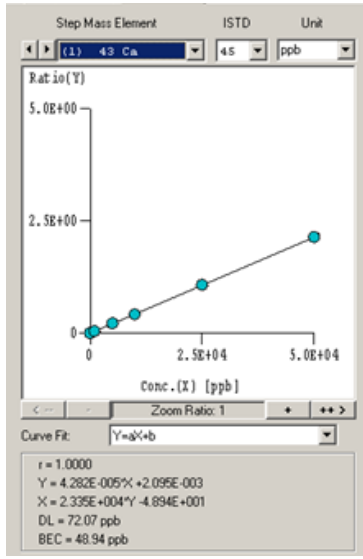 Step Mass Element ISTD Unit
(1) 43 Ca 45 ppb
Ratio(Y)
5.0E+00
2.5E+00
0
0 2.5E+04 5.0E+04
Conc.(X) [ppb]
< -- - Zoom Ratio: 1 + ++ >
Curve Fit: Y=aX+b
r = 1.0000
Y = 4.282E-005*X +2.095E-003
X = 2.335E+004*Y -4.894E+001
DL = 72.07 ppb
BEC = 48.94 ppb